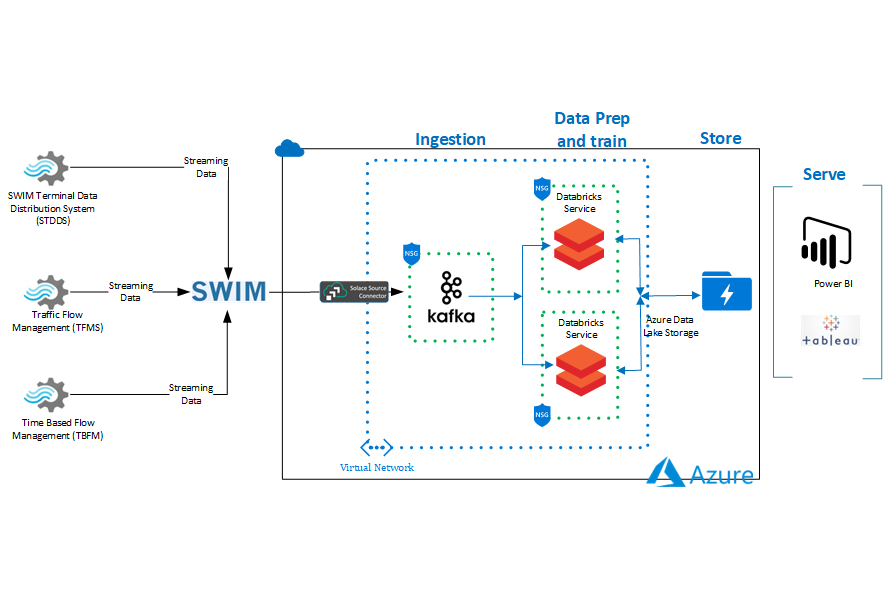 Ingestion
Data Prep
and train
Store
Serve
Streaming
Data
SWIM Terminal Data
Distribution System
(STDDS)
NSG
Databricks
Service
NSG
Streaming
Data
SWIM
Solace Source
Connector
kafka
Power BI
Traffic Flow
Management (TFMS)
Databricks
Service
Azure Data
Lake Storage
+ableau
Streaming
Data
Time Based Flow
Management (TBFM)
NSG
Virtual Network
Azure